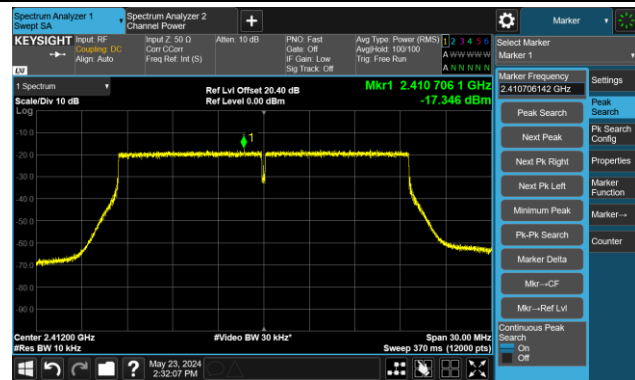 Spectrum Analyzer 1
Swept SA
Spectrum Analyzer 2
Channel Power
Marker
KEYSIGHT
Input: RF
Coupling: DC
Align: Auto
Input Z: 50 Ω
Corr CCorr
Freq Ref: Int (S)
Atten: 10 dB
PNO: Fast
Gate: Off
IF Gain: Low
Sig Track: Off
Avg Type: Power (RMS)
Avg|Hold: 100/100
Trig: Free Run
1 2 3 4 5 6
A W W W W W
A N N N N N
LXI
Select Marker
Marker 1
1 Spectrum
Scale/Div 10 dB
Log
Ref Lvl Offset 20.40 dB
Ref Level 0.00 dBm
Mkr1 2.410 706 1 GHz
-17.346 dBm
1
-10.0
-20.0
-30.0
-40.0
-50.0
-60.0
-70.0
-80.0
-90.0
Center 2.41200 GHz
#Res BW 10 kHz
#Video BW 30 kHz*
Span 30.00 MHz
Sweep 370 ms (12000 pts)
Marker Frequency
2.410706142 GHz
Peak Search
Next Peak
Next Pk Right
Next Pk Left
Minimum Peak
Pk-Pk Search
Marker Delta
Mkr→CF
Mkr→Ref Lvl
Continuous Peak
Search
On
Off
Settings
Peak
Search
Pk Search
Config
Properties
Marker
Function
Marker→
Counter
May 23, 2024
2:32:07 PM